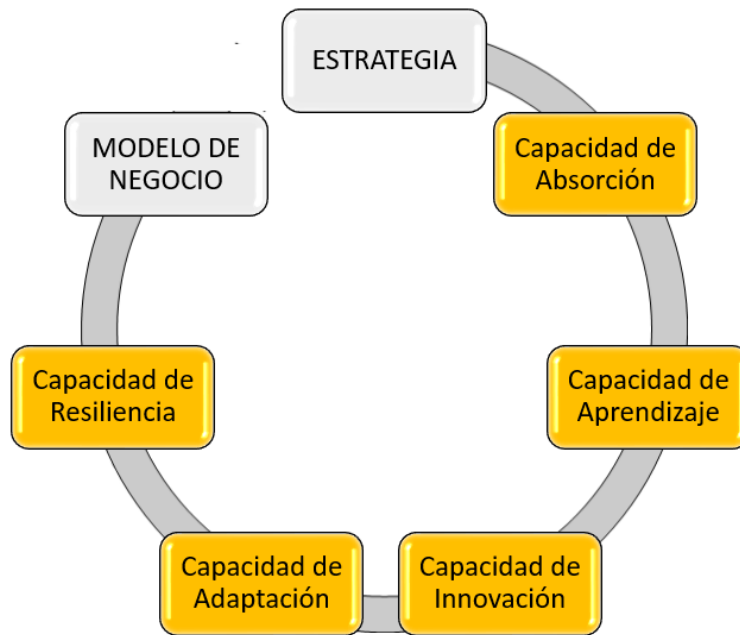 ESTRATEGIA
Capacidad de
Absorción
Capacidad de
Aprendizaje
Capacidad de
Innovación
Capacidad de
Adaptación
Capacidad de
Resiliencia
MODELO DE
NEGOCIO